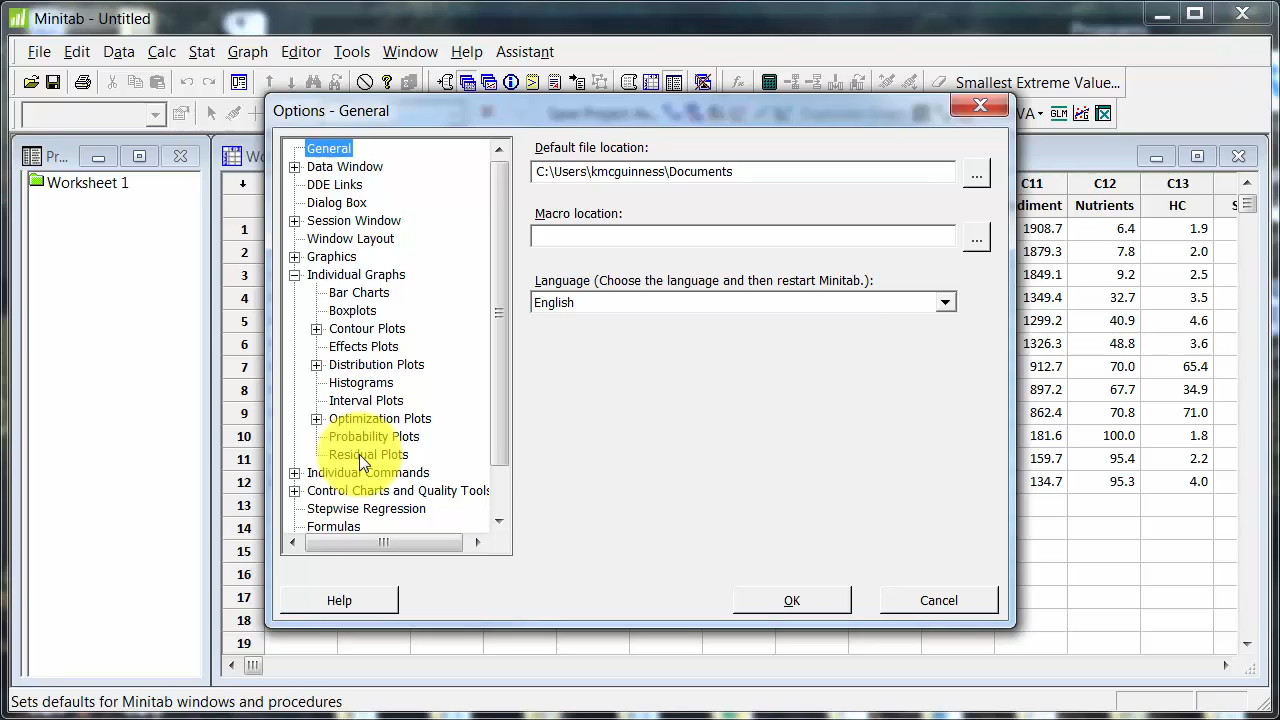 Minitab - Untitled
File Edit Data Calc Stat Graph Editor Tools Window Help Assistant
Smallest Extreme Value...
Options - General
GLM
Pr...
Worksheet 1
General
Data Window
DDE Links
Dialog Box
Session Window
Window Layout
Graphics
Individual Graphs
Bar Charts
Boxplots
Contour Plots
Effects Plots
Distribution Plots
Histograms
Interval Plots
Optimization Plots
Probability Plots
Residual Plots
Individual Commands
Control Charts and Quality Tools
Stepwise Regression
Formulas
Default file location:
C:\Users\kmcguinness\Documents
...
Macro location:
...
Language (Choose the language and then restart Minitab.):
English
Help OK Cancel
C11 C12 C13
diment Nutrients HC
1 1908.7 6.4 1.9
2 1879.3 7.8 2.0
3 1849.1 9.2 2.5
4 1349.4 32.7 3.5
5 1299.2 40.9 4.6
6 1326.3 48.8 3.6
7 912.7 70.0 65.4
8 897.2 67.7 34.9
9 862.4 70.8 71.0
10 181.6 100.0 1.8
11 159.7 95.4 2.2
12 134.7 95.3 4.0
13
14
15
16
17
18
19
Sets defaults for Minitab windows and procedures